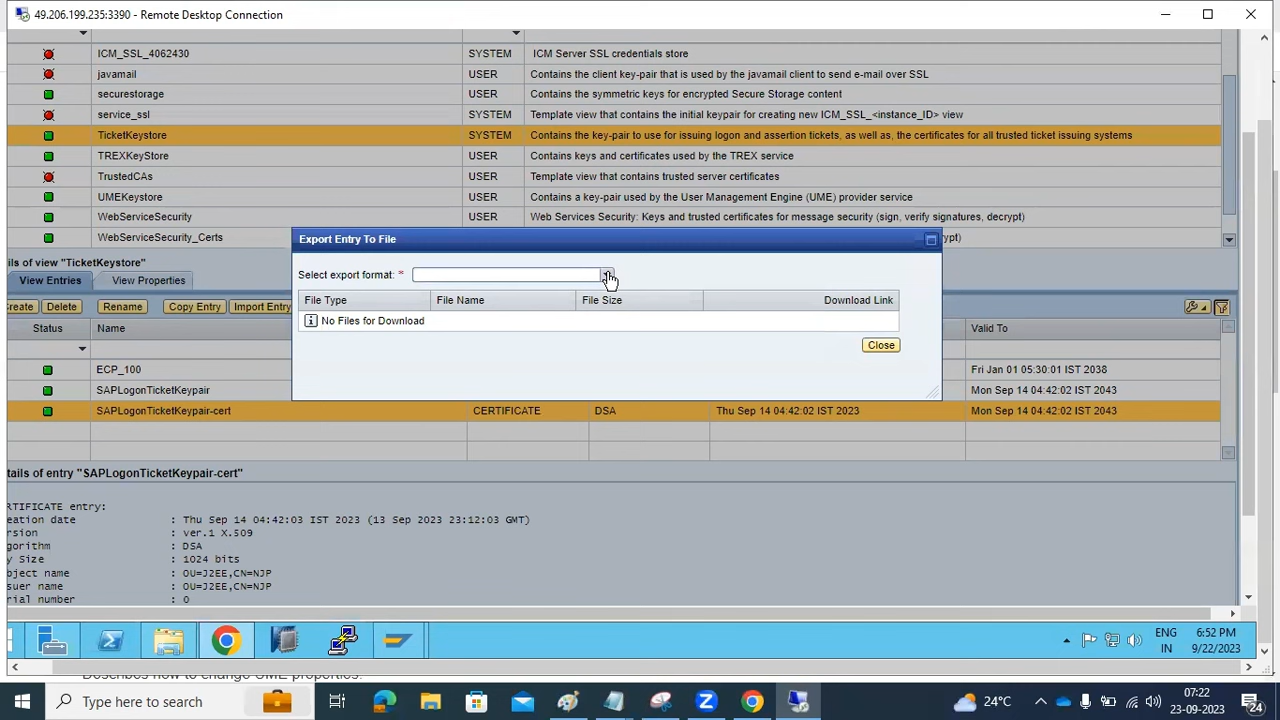 49.206.199.235:3390 - Remote Desktop Connection
ICM_SSL_4062430 SYSTEM ICM Server SSL credentials store
javamail USER Contains the client key-pair that is used by the javamail client to send e-mail over SSL
securestorage USER Contains the symmetric keys for encrypted Secure Storage content
service_ssl SYSTEM Template view that contains the initial keypair for creating new ICM_SSL_<instance_ID> view
TicketKeystore SYSTEM Contains the key-pair to use for issuing logon and assertion tickets, as well as, the certificates for all trusted ticket issuing systems
TREXKeyStore USER Contains keys and certificates used by the TREX service
TrustedCAs USER Template view that contains trusted server certificates
UMEKeystore USER Contains a key-pair used by the User Management Engine (UME) provider service
WebServiceSecurity USER Web Services Security: Keys and trusted certificates for message security (sign, verify signatures, decrypt)
WebServiceSecurity_Certs crypt)
Export Entry To File
ils of view "TicketKeystore"
Select export format: *
View Entries View Properties
File Type File Name File Size Download Link
reate Delete Rename Copy Entry Import Entry
No Files for Download
Status Name Valid To
Close
ECP_100 Fri Jan 01 05:30:01 IST 2038
SAPLogonTicketKeypair Mon Sep 14 04:42:02 IST 2043
SAPLogonTicketKeypair-cert CERTIFICATE DSA Thu Sep 14 04:42:02 IST 2023 Mon Sep 14 04:42:02 IST 2043
etails of entry "SAPLogonTicketKeypair-cert"
RTIFICATE entry:
eation date : Thu Sep 14 04:42:03 IST 2023 (13 Sep 2023 23:12:03 GMT)
rsion : ver.1 X.509
gorithm : DSA
y Size : 1024 bits
bject name : OU=J2EE,CN=NJP
suer name : OU=J2EE,CN=NJP
rial number : 0
ENG 6:52 PM
IN 9/22/2023
Describes how to change UME properties.
Type here to search 24°C 07:22
23-09-2023 24